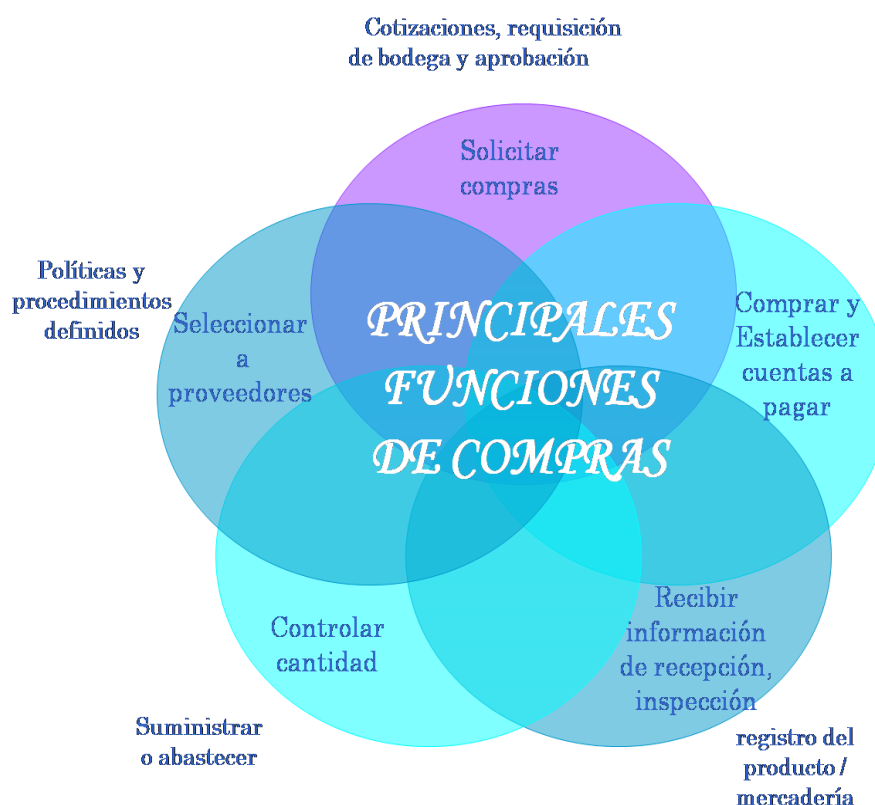 Cotizaciones, requisición
de bodega y aprobación
Solicitar
compras
Políticas y
procedimientos
definidos
Seleccionar
a
proveedores
PRINCIPALES
FUNCIONES
DE COMPRAS
Comprar y
Establecer
cuentas a
pagar
Controlar
cantidad
Recibir
información
de recepción,
inspección
Suministrar
o abastecer
registro del
producto /
mercadería